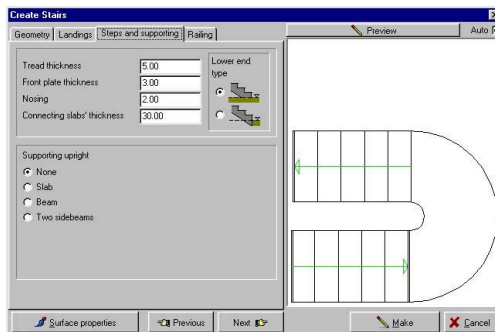 Create Stairs
Geometry Landings Steps and supporting Railing
Preview
Auto
Tread thickness 5.00
Front plate thickness 3.00
Nosing 2.00
Connecting slabs' thickness 30.00
Lower end
type
Supporting upright
None
Slab
Beam
Two sidebeams
Surface properties
Previous
Next
Make
Cancel